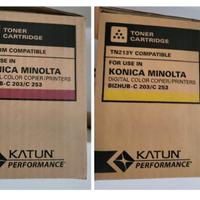 TONER
CARTRIDGE
M COMPATIBLE
USE IN
ICA MINOLTA
AL COLOR COPIER/PRINTERS
B-C 203/C 253
KATUN
PERFORMANCE
TONER
CARTRIDGE
TN213Y COMPATIBLE
FOR USE IN
KONICA MINOLTA
DIGITAL COLOR COPIER/PRINTERS
BIZHUB-C 203/C 253
KATUN
PERFORMANCE